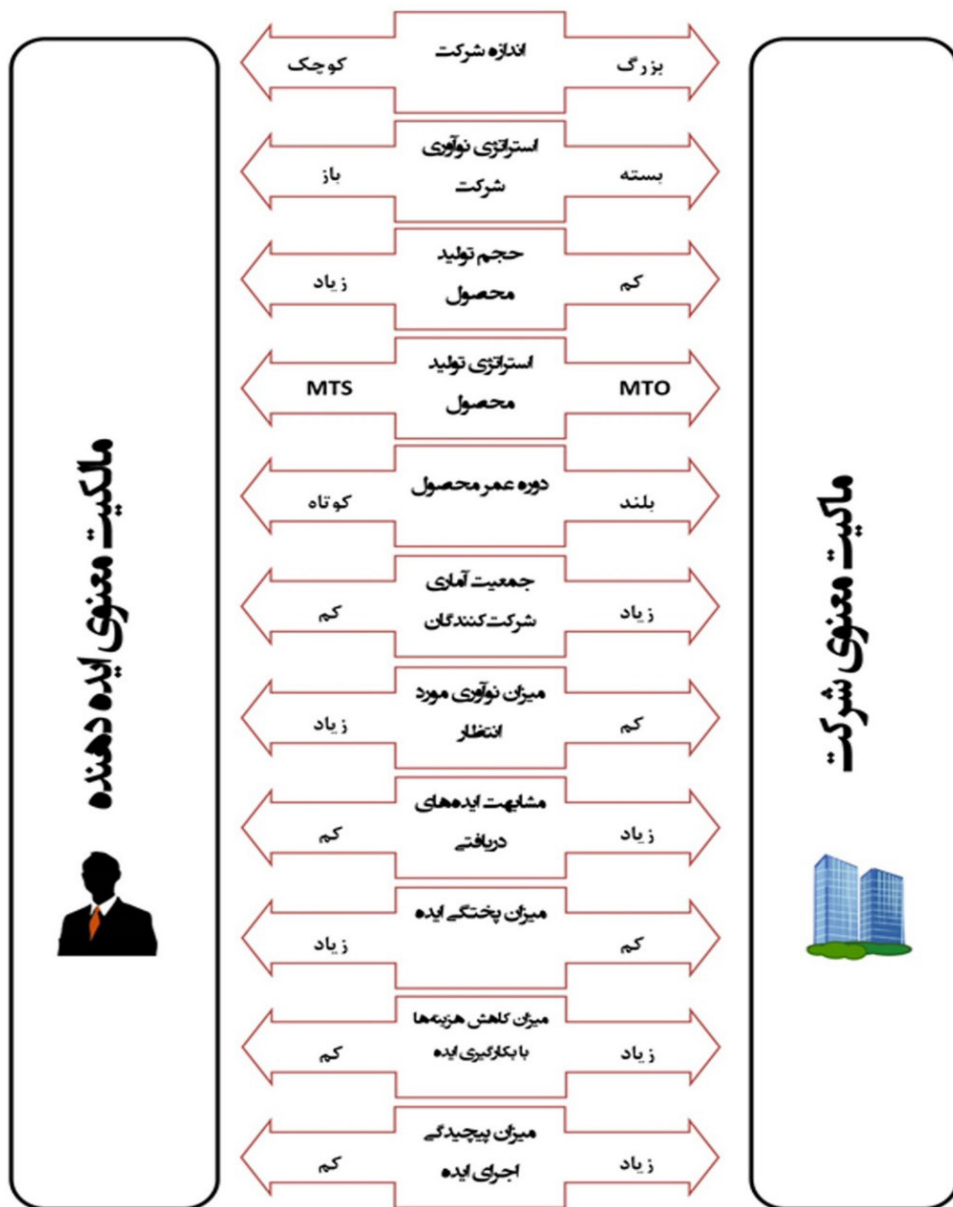 اندازه شرکت
بزرگ
کوچک
استراتژی نوآوری
شرکت
بسته
باز
حجم تولید
محصول
کم
زیاد
استراتژی تولید
محصول
MTO
MTS
دوره عمر محصول
بلند
کوتاه
جمعیت آماری
شرکت‌کنندگان
زیاد
کم
میزان نوآوری مورد
انتظار
کم
زیاد
مشابهت ایده‌های
دریافتی
زیاد
کم
میزان پختگی ایده
کم
زیاد
میزان کاهش هزینه‌ها
با بکارگیری ایده
زیاد
کم
میزان پیچیدگی
اجرای ایده
زیاد
کم
ماکیت معنوی شرکت
مالکیت معنوی ایده دهنده